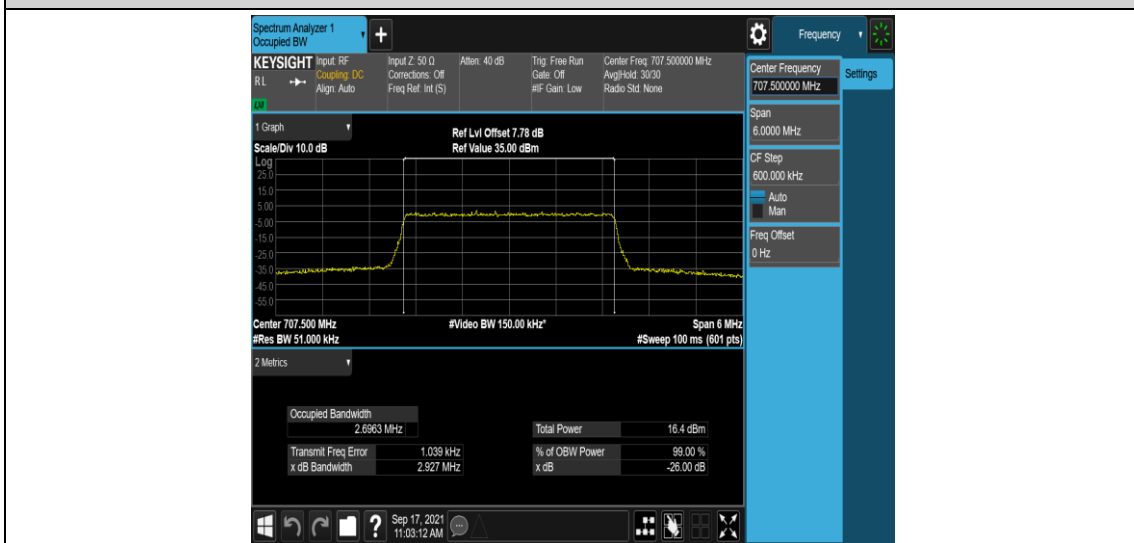 Spectrum Analyzer 1
Occupied BW
Frequency
KEYSIGHT Input: RF Input Z: 50 Ω Atten: 40 dB Trig: Free Run Center Freq: 707.500000 MHz
RL Coupling: DC Corrections: Off Gate: Off Avg|Hold: 30/30
Align: Auto Freq Ref: Int (S) #IF Gain: Low Radio Std: None
Center Frequency
707.500000 MHz
Settings
Span
6.0000 MHz
CF Step
600.000 kHz
Auto
Man
Freq Offset
0 Hz
1 Graph
Ref Lvl Offset 7.78 dB
Scale/Div 10.0 dB Ref Value 35.00 dBm
Log
25.0
15.0
5.00
-5.00
-15.0
-25.0
-35.0
-45.0
-55.0
Center 707.500 MHz #Video BW 150.00 kHz* Span 6 MHz
#Res BW 51.000 kHz #Sweep 100 ms (601 pts)
2 Metrics
Occupied Bandwidth
2.6963 MHz Total Power 16.4 dBm
Transmit Freq Error 1.039 kHz % of OBW Power 99.00 %
x dB Bandwidth 2.927 MHz x dB -26.00 dB
? Sep 17, 2021
11:03:12 AM